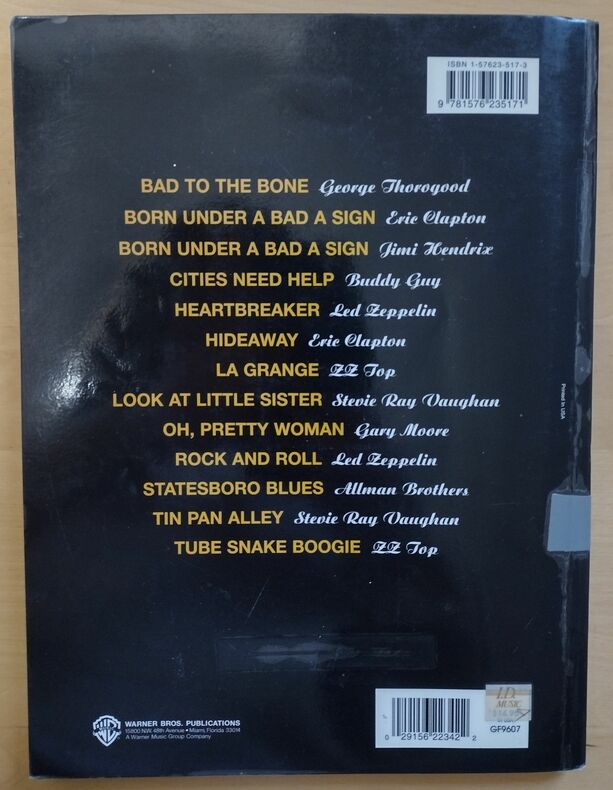 ISBN 1-57623-517-3
9 781576 235171
BAD TO THE BONE George Thorogood
BORN UNDER A BAD A SIGN Eric Clapton
BORN UNDER A BAD A SIGN Jimi Hendrix
CITIES NEED HELP Buddy Guy
HEARTBREAKER Led Zeppelin
HIDEAWAY Eric Clapton
LA GRANGE ZZ Top
LOOK AT LITTLE SISTER Stevie Ray Vaughan
Printed in USA
OH, PRETTY WOMAN Gary Moore
ROCK AND ROLL Led Zeppelin
STATESBORO BLUES Allman Brothers
TIN PAN ALLEY Stevie Ray Vaughan
TUBE SNAKE BOOGIE ZZ Top
WB
WARNER BROS. PUBLICATIONS
15800 N.W. 48th Avenue • Miami, Florida 33014
A Warner Music Group Company
I.D.
MUSIC
GF9607
0 29156 22342 2